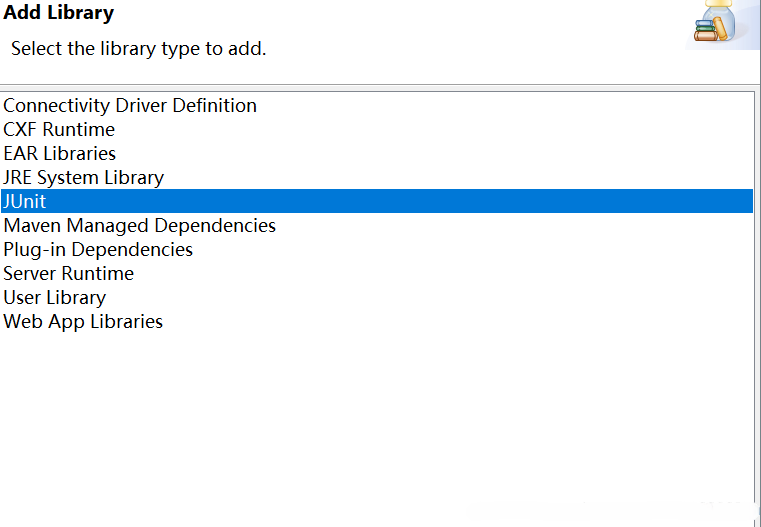 Add Library
Select the library type to add.
Connectivity Driver Definition
CXF Runtime
EAR Libraries
JRE System Library
JUnit
Maven Managed Dependencies
Plug-in Dependencies
Server Runtime
User Library
Web App Libraries